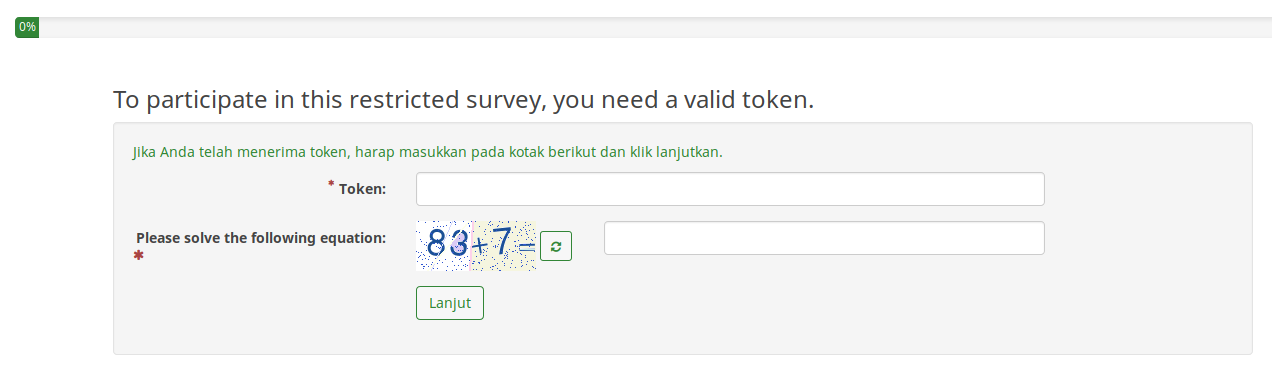 0%
To participate in this restricted survey, you need a valid token.
Jika Anda telah menerima token, harap masukkan pada kotak berikut dan klik lanjutkan.
* Token:
Please solve the following equation:
*
83+7=
Lanjut